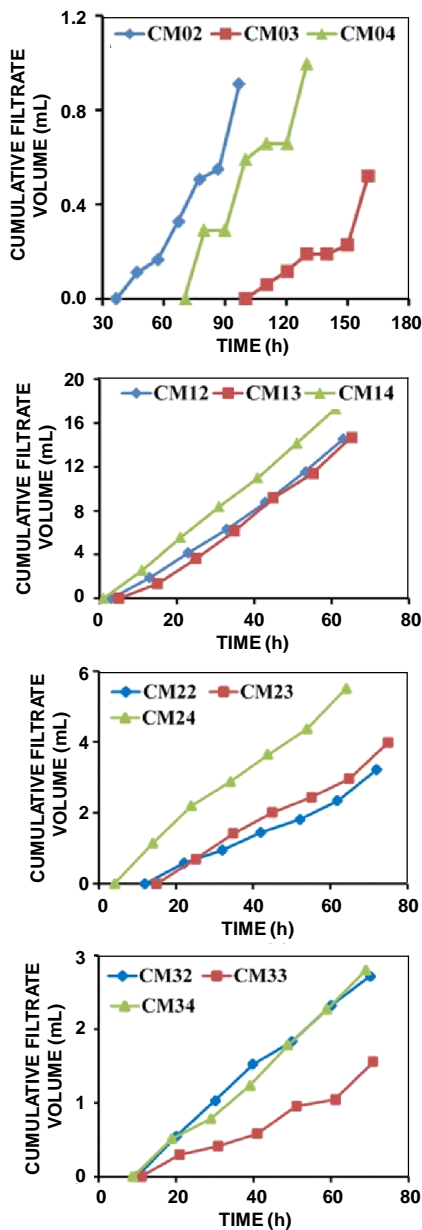 CM02 CM03 CM04
CUMULATIVE FILTRATE
VOLUME (mL)
1.2
0.8
0.4
0.0
30 60 90 120 150 180
TIME (h)
CM12 CM13 CM14
CUMULATIVE FILTRATE
VOLUME (mL)
20
16
12
8
4
0
0 20 40 60 80
TIME (h)
CM22 CM23
CM24
CUMULATIVE FILTRATE
VOLUME (mL)
6
4
2
0
0 20 40 60 80
TIME (h)
CM32 CM33
CM34
CUMULATIVE FILTRATE
VOLUME (mL)
3
2
1
0
0 20 40 60 80
TIME (h)